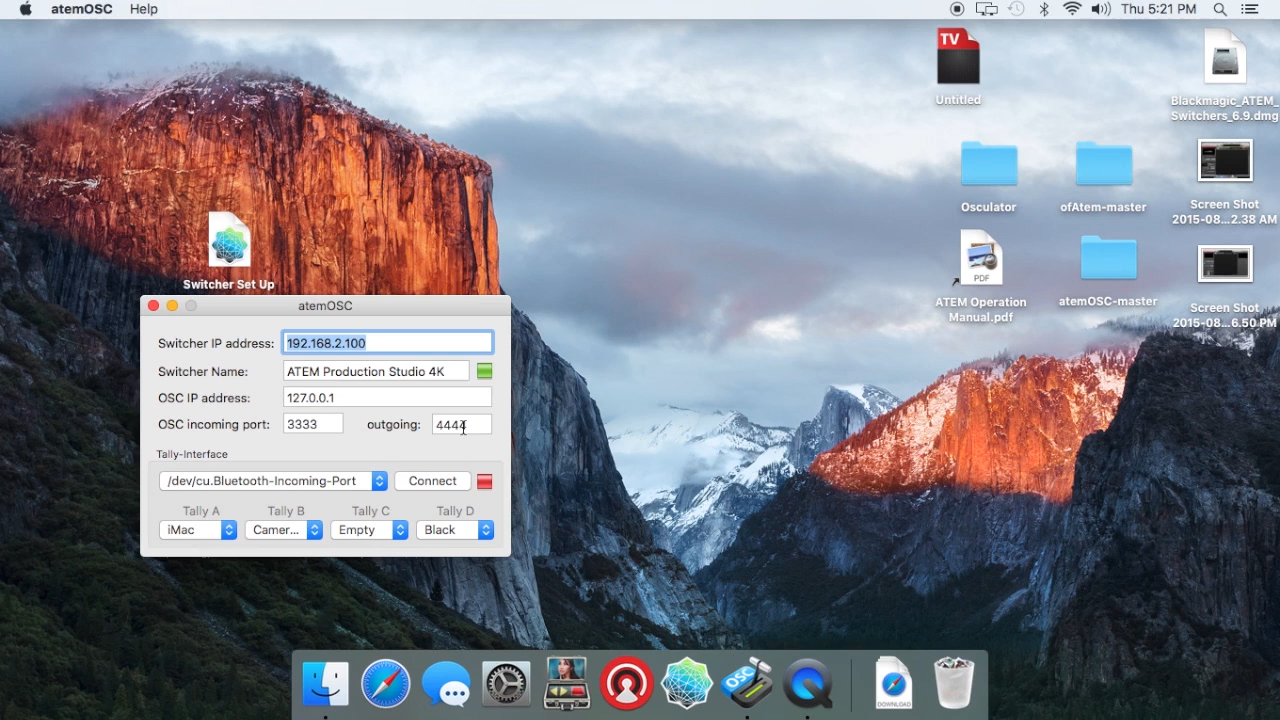 atemOSC Help Thu 5:21 PM
TV
Untitled
Blackmagic_ATEM_
Switchers_6.9.dmg
Osculator
ofAtem-master
Screen Shot
2015-08...2.38 AM
Switcher Set Up
PDF
ATEM Operation
Manual.pdf
atemOSC-master
Screen Shot
2015-08...6.50 PM
atemOSC
Switcher IP address: 192.168.2.100
Switcher Name: ATEM Production Studio 4K
OSC IP address: 127.0.0.1
OSC incoming port: 3333 outgoing: 4444
Tally-Interface
/dev/cu.Bluetooth-Incoming-Port Connect
Tally A Tally B Tally C Tally D
iMac Camer... Empty Black
OSC
DOWNLOAD